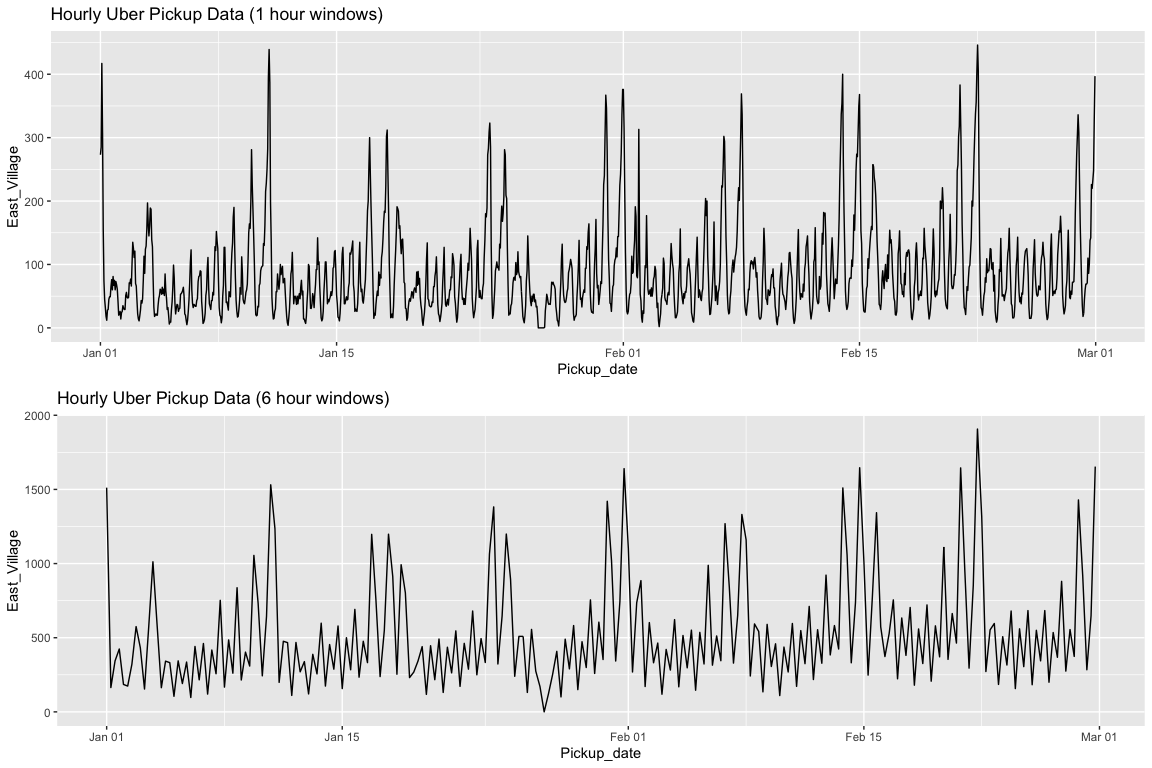 Hourly Uber Pickup Data (1 hour windows)
400
300
200
100
0
East_Village
Jan 01 Jan 15 Feb 01 Feb 15 Mar 01
Pickup_date
Hourly Uber Pickup Data (6 hour windows)
2000
1500
1000
500
0
East_Village
Jan 01 Jan 15 Feb 01 Feb 15 Mar 01
Pickup_date